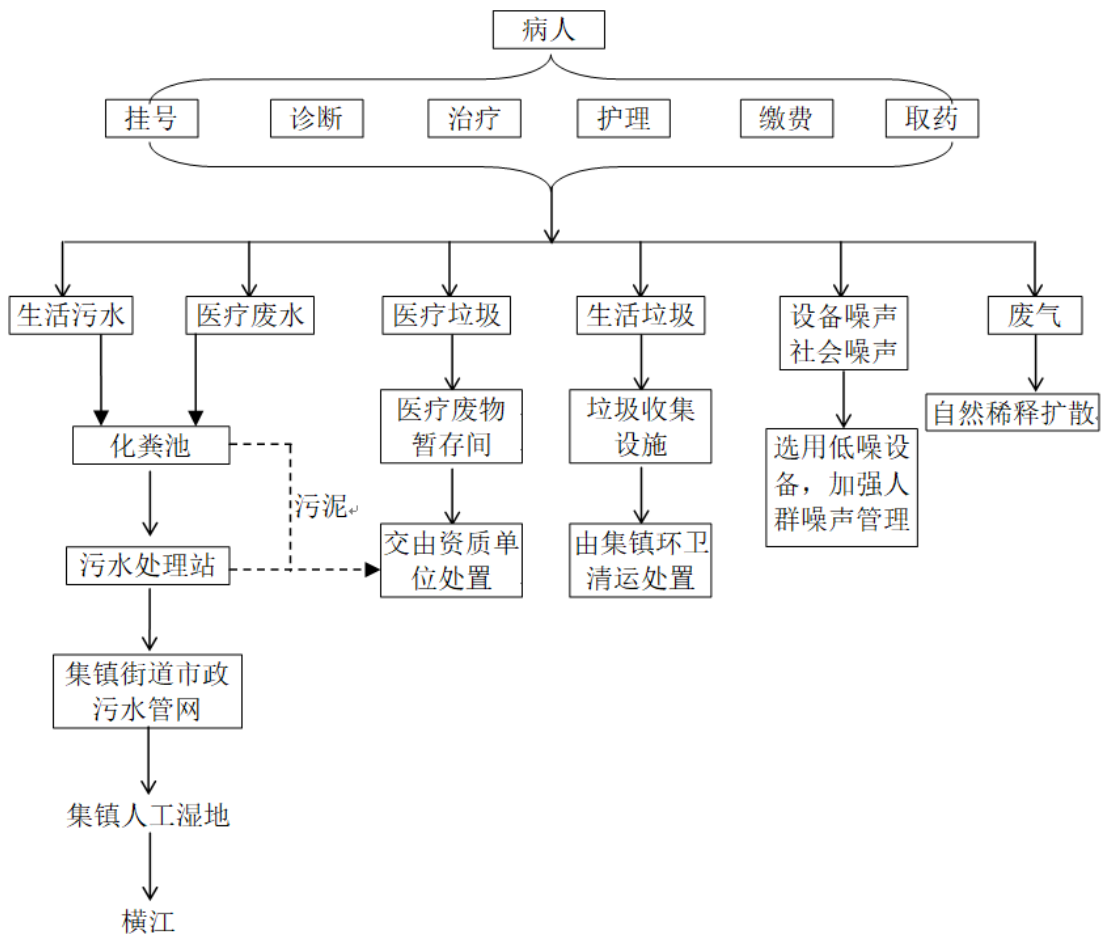 病人
挂号
诊断
治疗
护理
缴费
取药
生活污水
医疗废水
医疗垃圾
生活垃圾
设备噪声
社会噪声
废气
医疗废物
暂存间
垃圾收集
设施
自然稀释扩散
化粪池
选用低噪设
备，加强人
群噪声管理
污泥
污水处理站
交由资质单
位处置
由集镇环卫
清运处置
集镇街道市政
污水管网
集镇人工湿地
横江